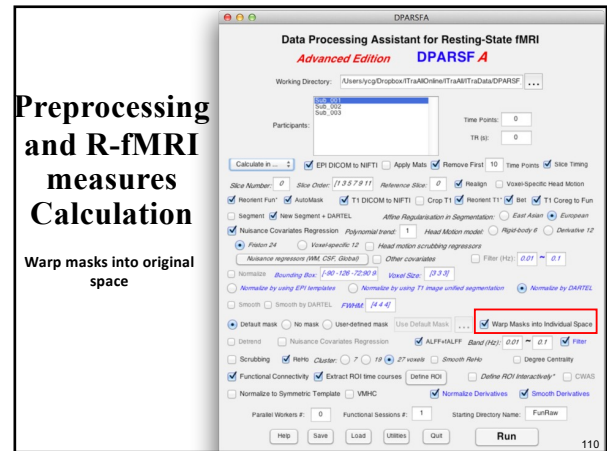 DPARSFA
Data Processing Assistant for Resting-State fMRI
Advanced Edition DPARSF A
Working Directory: /Users/ycg/Dropbox/ITraAllOnline/ITraAll/ITraData/DPARSF ...
Preprocessing
and R-fMRI
measures
Calculation
Warp masks into original
space
Participants: Sub_001
Sub_002
Sub_003
Time Points: 0
TR (s): 0
Calculate in ... EPI DICOM to NIFTI Apply Mats Remove First 10 Time Points Slice Timing
Slice Number: 0 Slice Order: [1 3 5 7 9 11 Reference Slice: 0 Realign Voxel-Specific Head Motion
Reorient Fun* AutoMask T1 DICOM to NIFTI Crop T1 Reorient T1* Bet T1 Coreg to Fun
Segment New Segment + DARTEL Affine Regularisation in Segmentation: East Asian European
Nuisance Covariates Regression Polynomial trend: 1 Head Motion model: Rigid-body 6 Derivative 12
Friston 24 Voxel-specific 12 Head motion scrubbing regressors
Nuisance regressors (WM, CSF, Global) Other covariates Filter (Hz): 0.01 ~ 0.1
Normalize Bounding Box: [-90 -126 -72;90 9 Voxel Size: [3 3 3]
Normalize by using EPI templates Normalize by using T1 image unified segmentation Normalize by DARTEL
Smooth Smooth by DARTEL FWHM: [4 4 4]
Default mask No mask User-defined mask Use Default Mask ... Warp Masks into Individual Space
Detrend Nuisance Covariates Regression ALFF+fALFF Band (Hz): 0.01 ~ 0.1 Filter
Scrubbing ReHo Cluster: 7 19 27 voxels Smooth ReHo Degree Centrality
Functional Connectivity Extract ROI time courses Define ROI Define ROI Interactively* CWAS
Normalize to Symmetric Template VMHC Normalize Derivatives Smooth Derivatives
Parallel Workers #: 0 Functional Sessions #: 1 Starting Directory Name: FunRaw
Help Save Load Utilities Quit Run
110